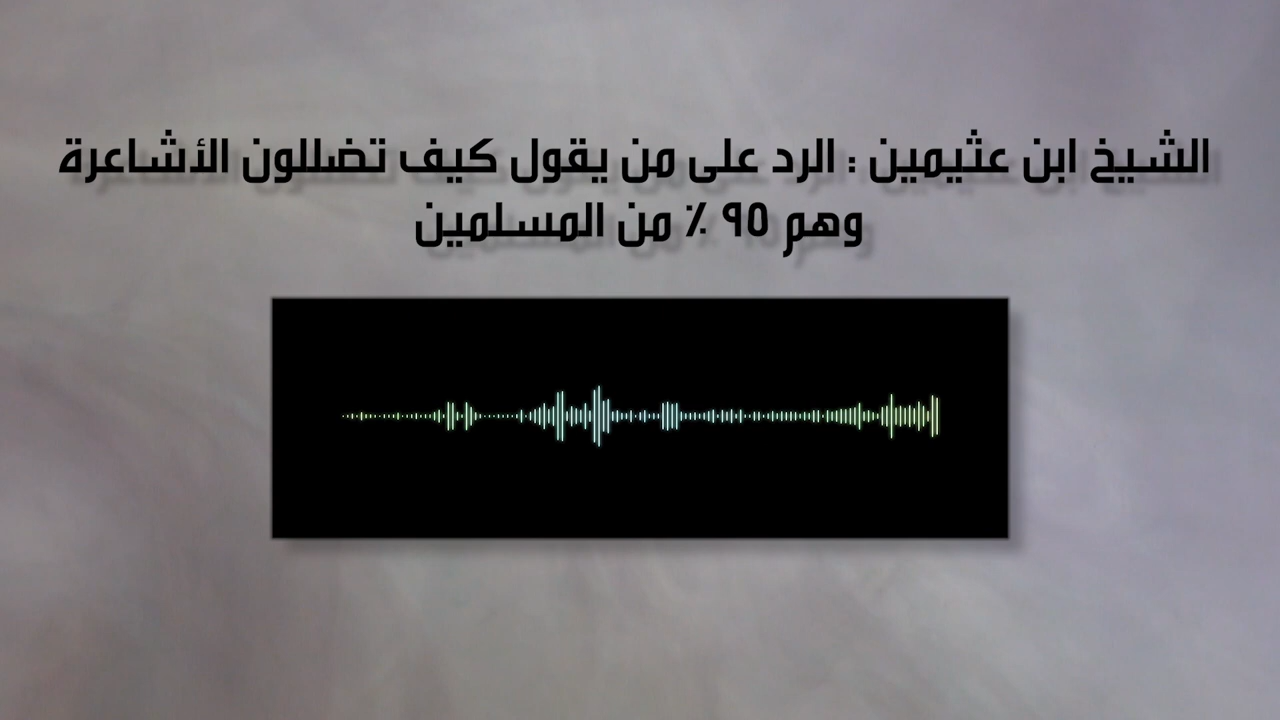 الشيخ ابن عثيمين : الرد على من يقول كيف تضللون الأشاعرة
وهم ٩٥ ٪ من المسلمين